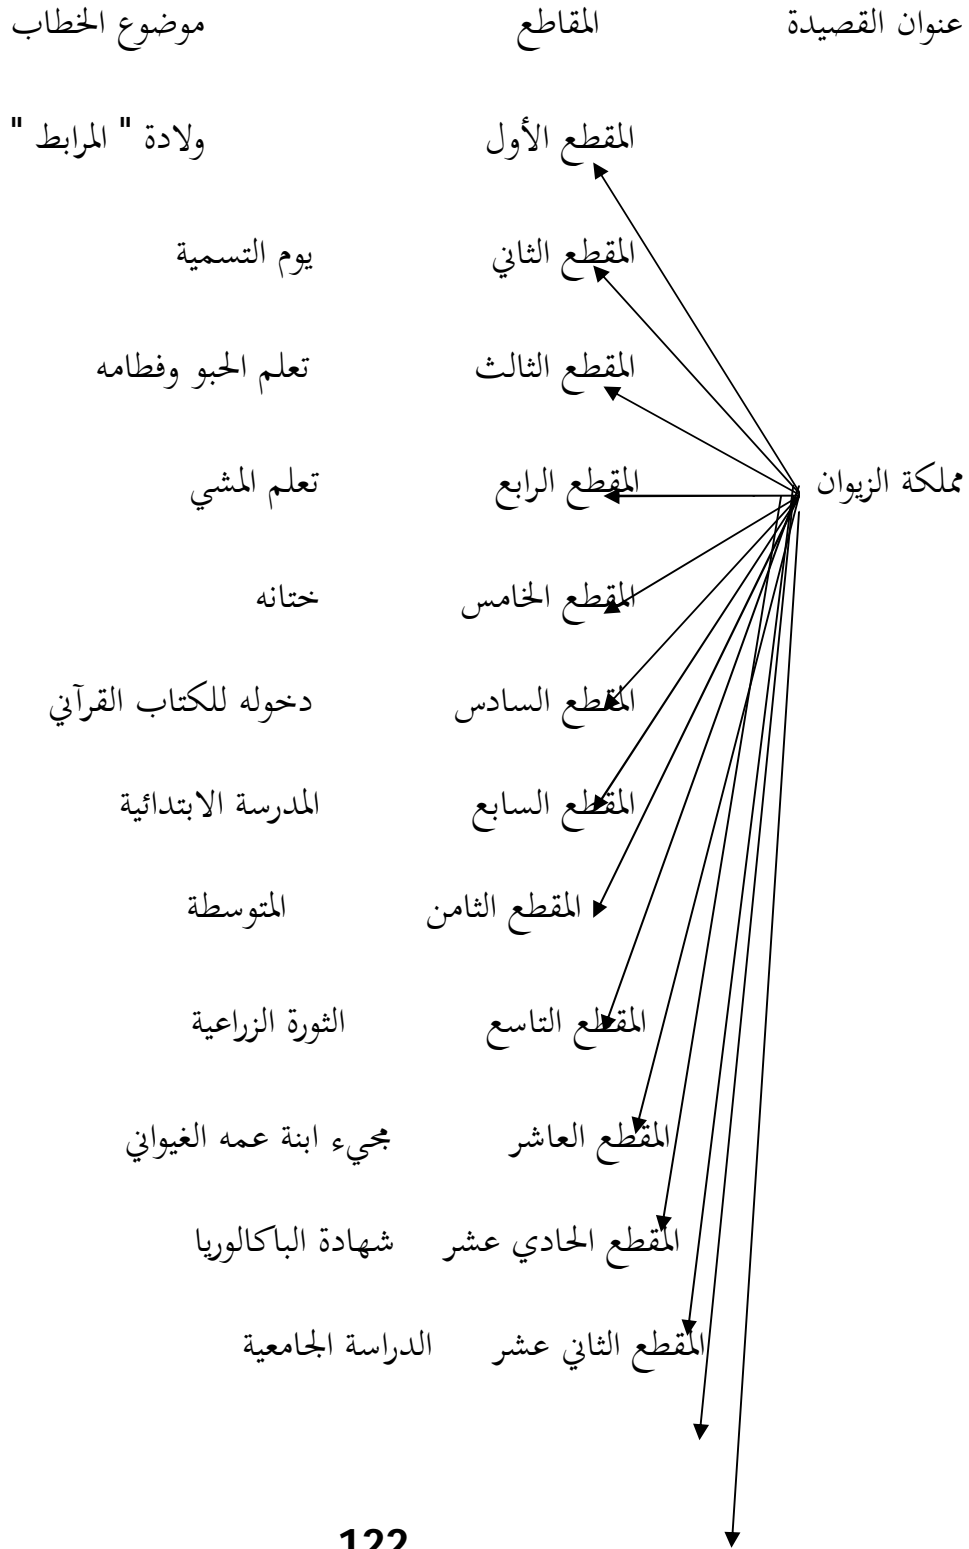 عنوان القصيدة المقاطع موضوع الخطاب
المقطع الأول ولادة " المرابط "
المقطع الثاني يوم التسمية
المقطع الثالث تعلم الحبو وفطامه
مملكة الزيوان المقطع الرابع تعلم المشي
المقطع الخامس ختانه
المقطع السادس دخوله للكتاب القرآني
المقطع السابع المدرسة الابتدائية
المقطع الثامن المتوسطة
المقطع التاسع الثورة الزراعية
المقطع العاشر مجيء ابنة عمه الغيواني
المقطع الحادي عشر شهادة الباكالوريا
المقطع الثاني عشر الدراسة الجامعية
122